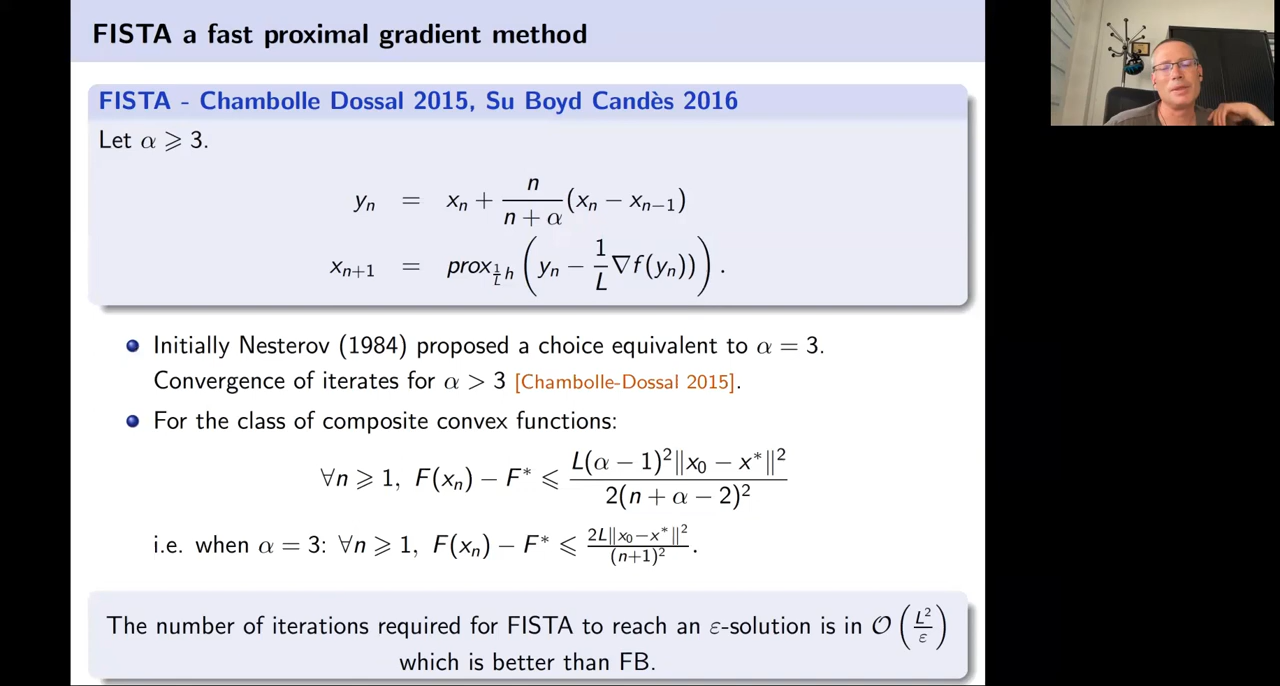 FISTA a fast proximal gradient method
FISTA - Chambolle Dossal 2015, Su Boyd Candès 2016
Let α ⩾ 3.
yₙ = xₙ + n/(n + α) (xₙ − xₙ₋₁)
xₙ₊₁ = prox_{1/L h} ( yₙ − 1/L ∇f(yₙ)) ) .
Initially Nesterov (1984) proposed a choice equivalent to α = 3.
Convergence of iterates for α > 3 [Chambolle-Dossal 2015].
For the class of composite convex functions:
∀n ⩾ 1, F(xₙ) − F* ⩽ L(α − 1)²‖x₀ − x*‖² / 2(n + α − 2)²
i.e. when α = 3: ∀n ⩾ 1, F(xₙ) − F* ⩽ 2L‖x₀−x*‖² / (n+1)² .
The number of iterations required for FISTA to reach an ε-solution is in 𝒪 ( L² / ε )
which is better than FB.